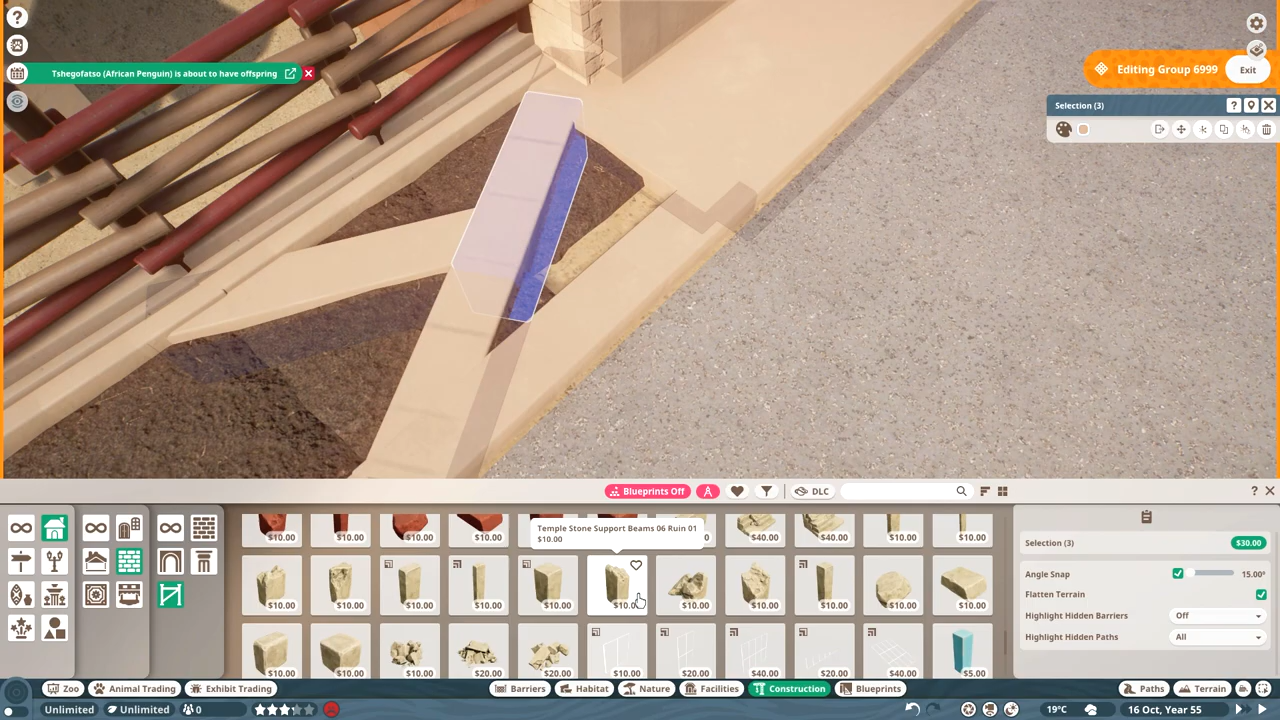 Tshegofatso (African Penguin) is about to have offspring
Editing Group 6999
Exit
Selection (3)
?
Blueprints Off
DLC
?
$10.00 $10.00 $10.00 $10.00 $40.00 $40.00 $10.00 $10.00
Temple Stone Support Beams 06 Ruin 01
$10.00
$10.00 $10.00 $10.00 $10.00 $10.00 $10.00 $10.00 $10.00 $10.00 $10.00
$10.00 $10.00 $10.00 $20.00 $20.00 $10.00 $20.00 $40.00 $20.00 $40.00 $5.00
Selection (3)
$30.00
Angle Snap
15.00°
Flatten Terrain
Highlight Hidden Barriers
Off
Highlight Hidden Paths
All
Zoo
Animal Trading
Exhibit Trading
Barriers
Habitat
Nature
Facilities
Construction
Blueprints
Paths
Terrain
Unlimited
Unlimited
0
19°C
16 Oct, Year 55